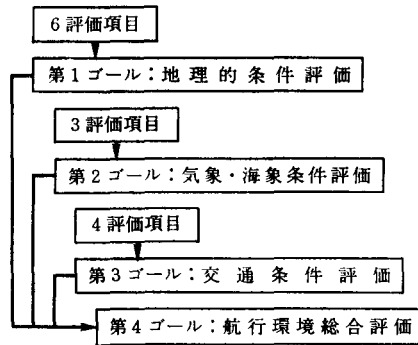 6評価項目
第1ゴール：地理的条件評価
3評価項目
第2ゴール：気象・海象条件評価
4評価項目
第3ゴール：交通条件評価
第4ゴール：航行環境総合評価